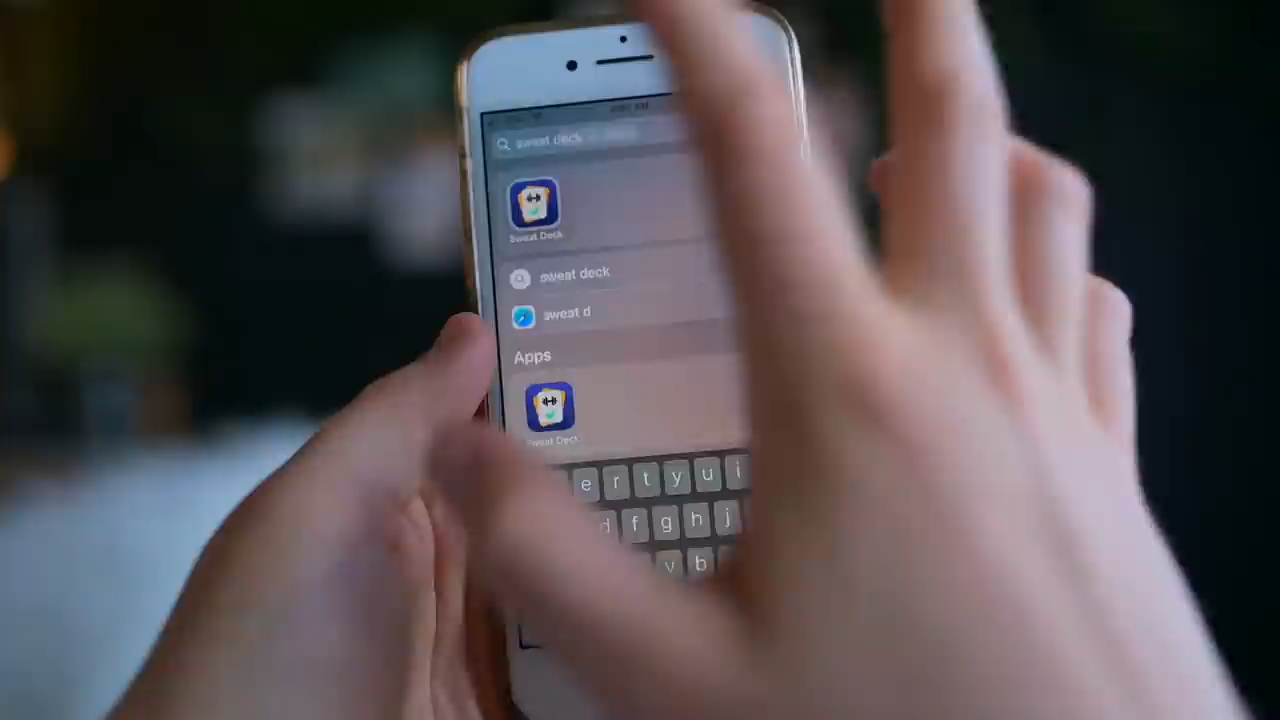 sweat deck
Sweat Deck
sweat deck
sweat d
Apps
Sweat Deck
e r t y u i
d f g h j
v b